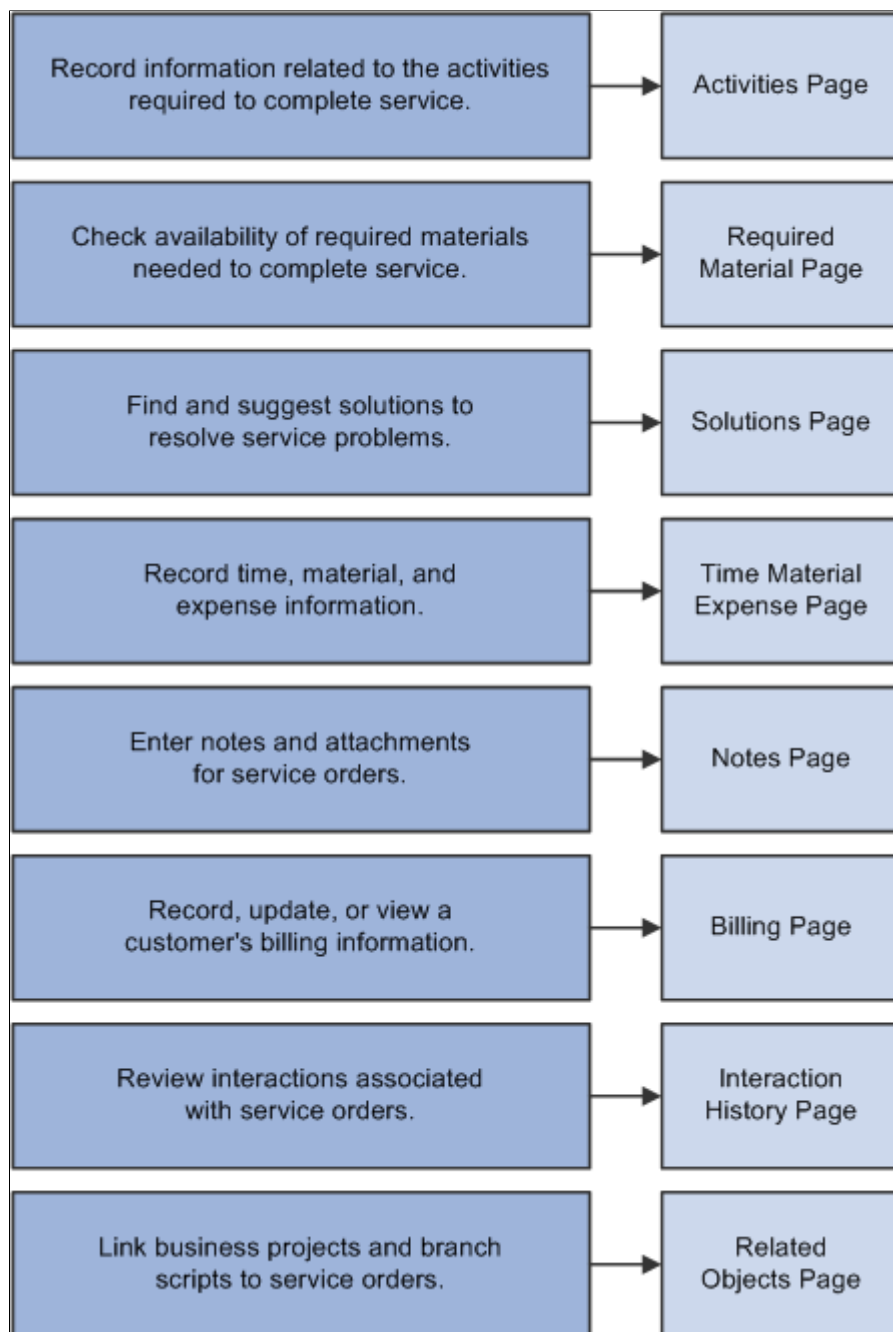 Record information related to the activities
required to complete service.
Activities Page
Check availability of required materials
needed to complete service.
Required
Material Page
Find and suggest solutions to
resolve service problems.
Solutions Page
Record time, material, and
expense information.
Time Material
Expense Page
Enter notes and attachments
for service orders.
Notes Page
Record, update, or view a
customer's billing information.
Billing Page
Review interactions associated
with service orders.
Interaction
History Page
Link business projects and branch
scripts to service orders.
Related
Objects Page